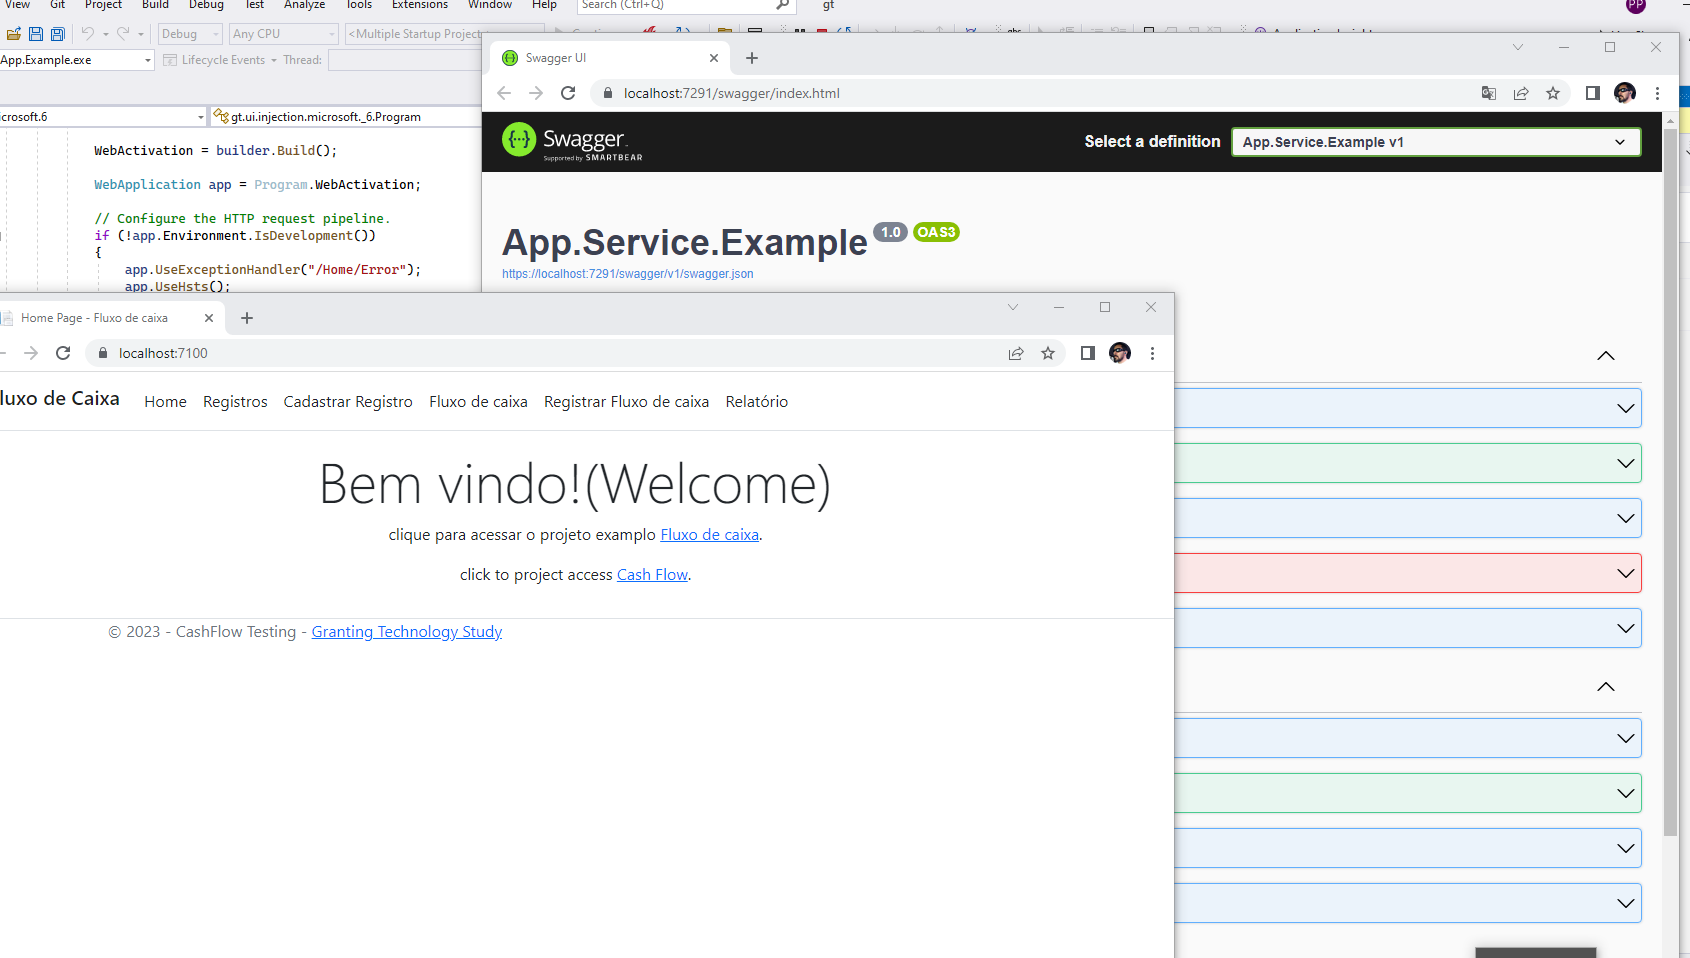 View Git Project Build Debug Test Analyze Tools Extensions Window Help Search (Ctrl+Q) gt PP
Debug Any CPU <Multiple Startup Project
App.Example.exe Lifecycle Events Thread:
icrosoft.6 gt.ui.injection.microsoft._6.Program
WebActivation = builder.Build();
WebApplication app = Program.WebActivation;
// Configure the HTTP request pipeline.
if (!app.Environment.IsDevelopment())
{
app.UseExceptionHandler("/Home/Error");
app.UseHsts();
Swagger UI
localhost:7291/swagger/index.html
Swagger
Supported by SMARTBEAR
Select a definition App.Service.Example v1
App.Service.Example 1.0 OAS3
https://localhost:7291/swagger/v1/swagger.json
Home Page - Fluxo de caixa
localhost:7100
luxo de Caixa Home Registros Cadastrar Registro Fluxo de caixa Registrar Fluxo de caixa Relatório
Bem vindo!(Welcome)
clique para acessar o projeto examplo Fluxo de caixa.
click to project access Cash Flow.
© 2023 - CashFlow Testing - Granting Technology Study